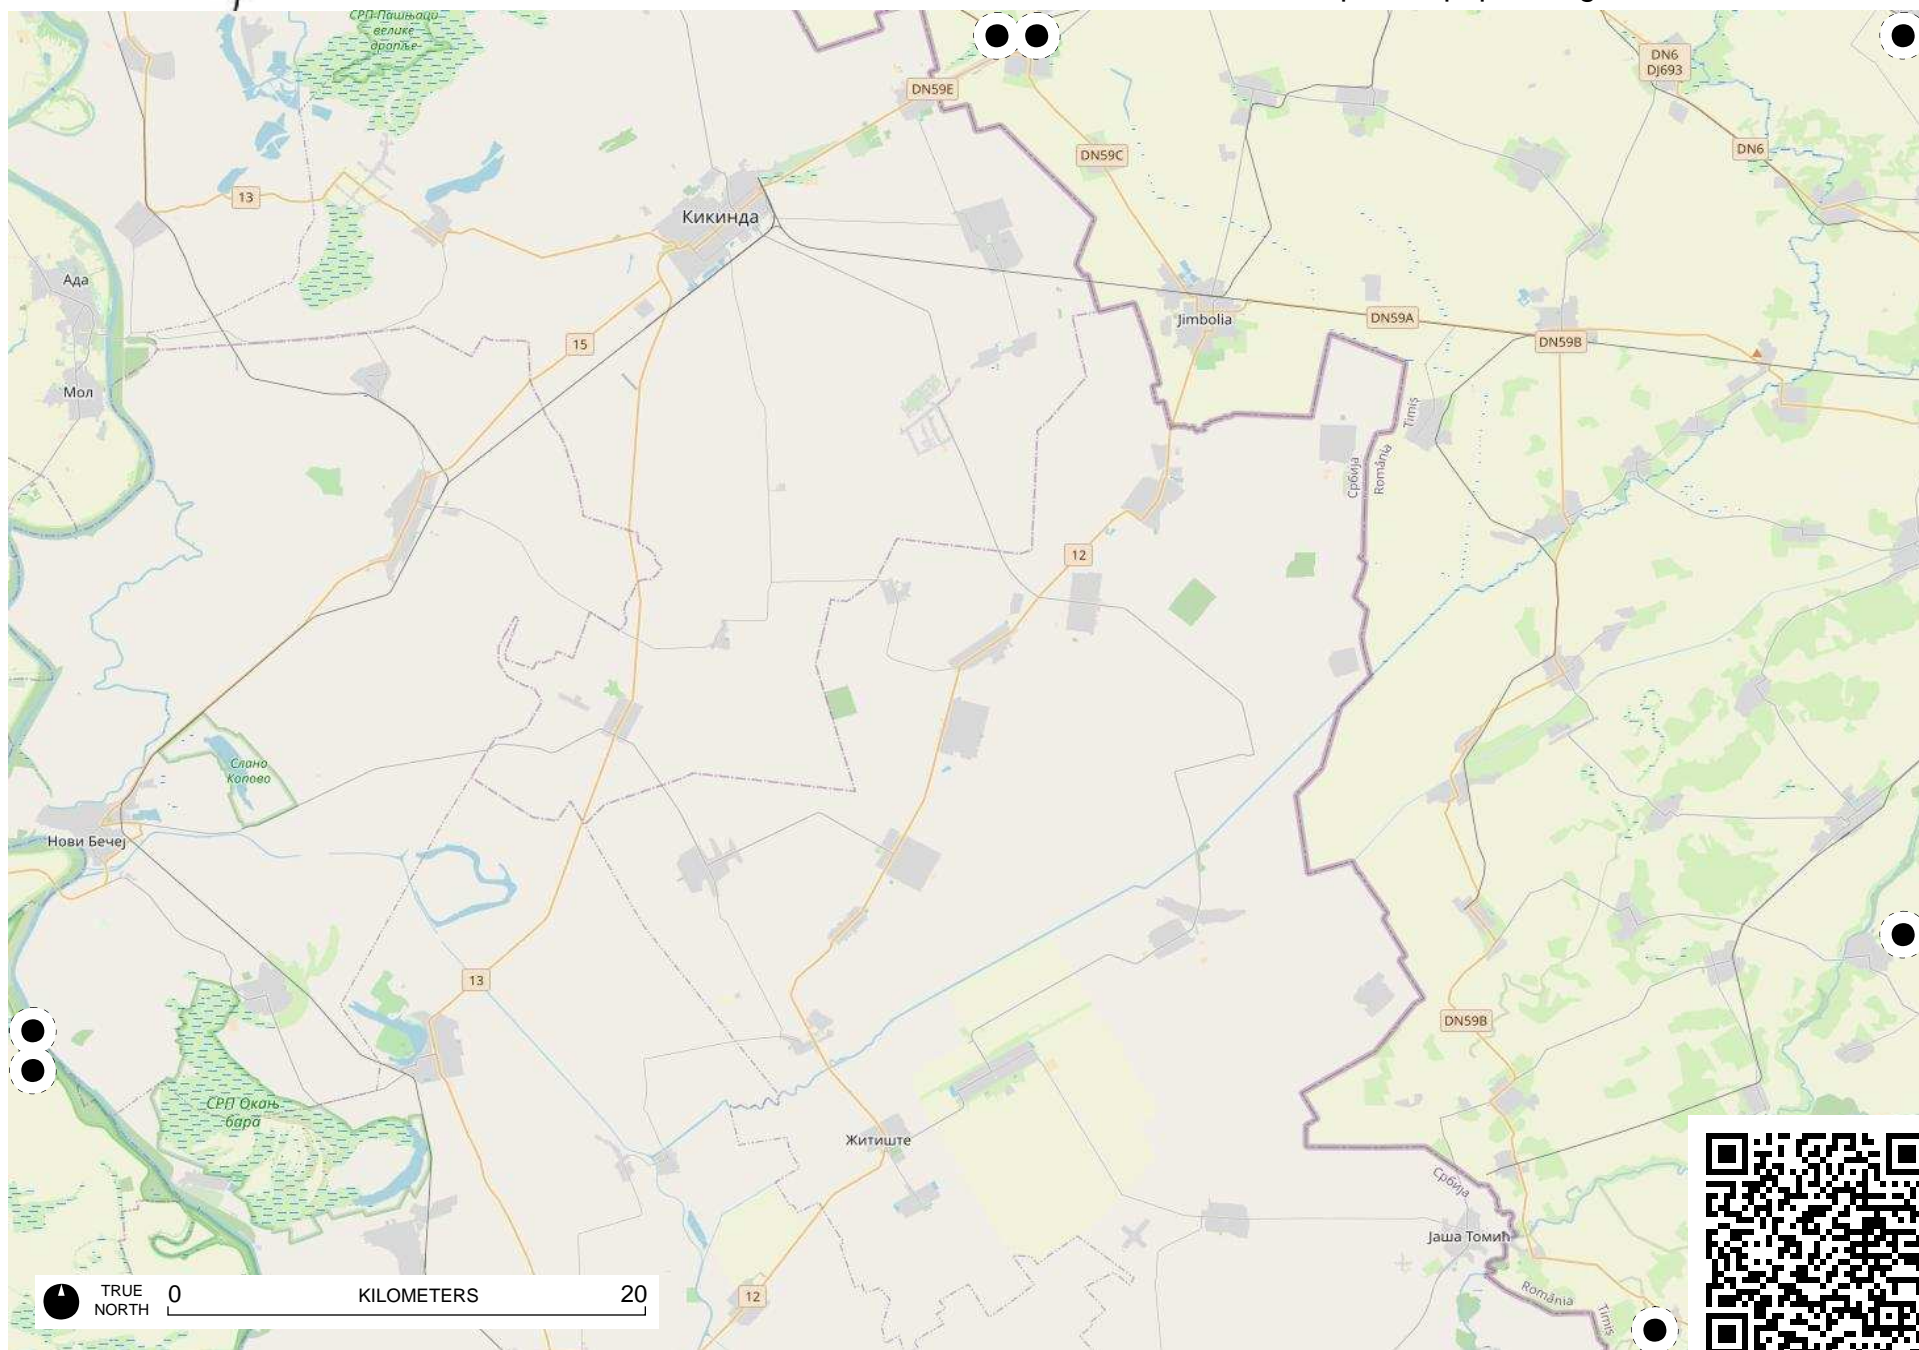 СРП Пашњаци
велике
дропље
DN6
DJ693
DN59E
DN59C
DN6
13
Кикинда
Ада
15
Jimbolia
DN59A
DN59B
Мол
Timiș
Србија
România
12
Слано
Копово
Нови Бечеј
13
DN59B
СРП Окањ
бара
Житиште
Србија
Јаша Томић
România
Timiș
12
TRUE
NORTH
0
KILOMETERS
20